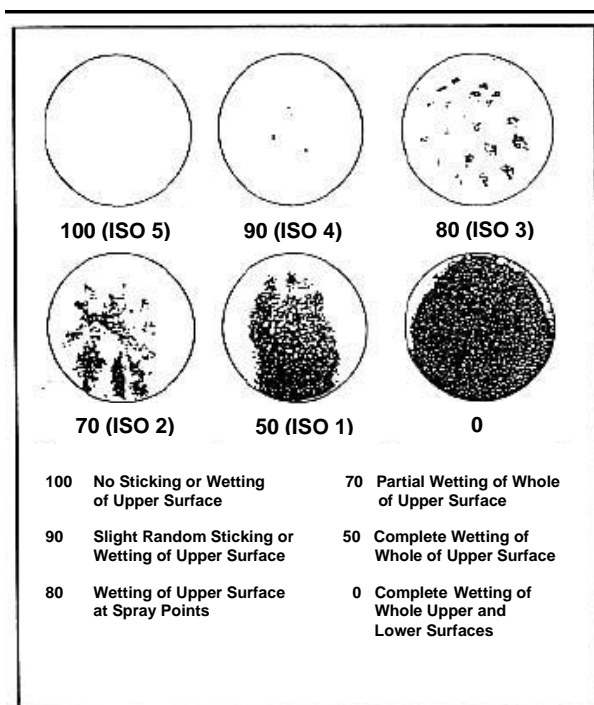 100 (ISO 5)
90 (ISO 4)
80 (ISO 3)
70 (ISO 2)
50 (ISO 1)
0
100 No Sticking or Wetting
of Upper Surface
90 Slight Random Sticking or
Wetting of Upper Surface
80 Wetting of Upper Surface
at Spray Points
70 Partial Wetting of Whole
of Upper Surface
50 Complete Wetting of
Whole of Upper Surface
0 Complete Wetting of
Whole Upper and
Lower Surfaces